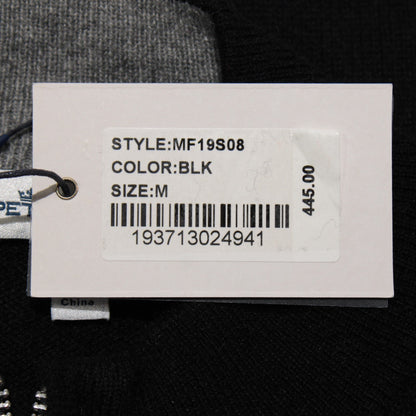 STYLE:MF19S08
COLOR:BLK
SIZE:M
445.00
193713024941
China